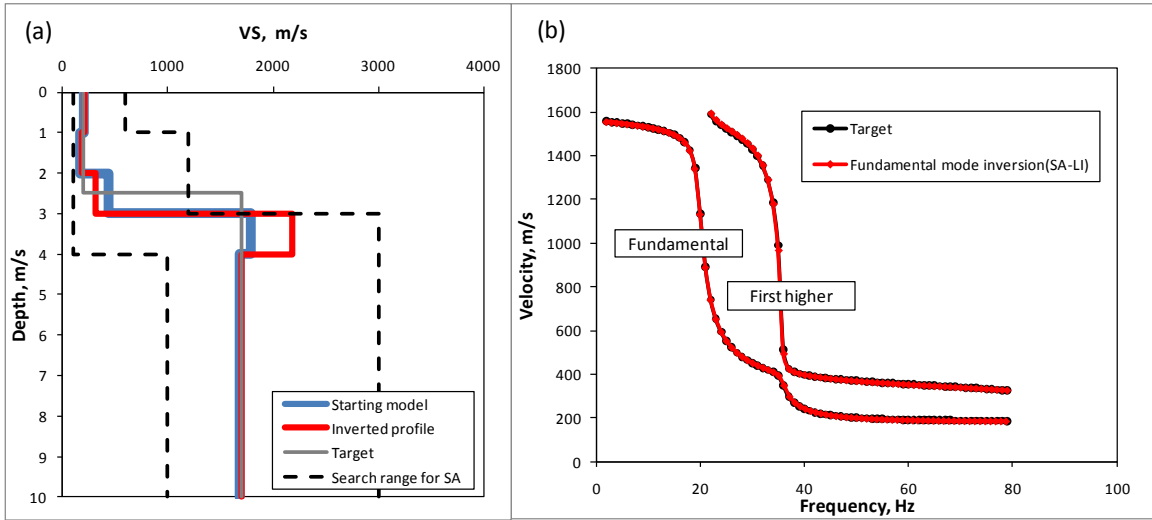 (a)
VS, m/s
0 1000 2000 3000 4000
0
1
2
3
4
5
6
7
8
9
10
Depth, m/s
Starting model
Inverted profile
Target
Search range for SA
(b)
1800
1600
1400
1200
1000
800
600
400
200
0
Velocity, m/s
Target
Fundamental mode inversion(SA-LI)
Fundamental
First higher
0 20 40 60 80 100
Frequency, Hz